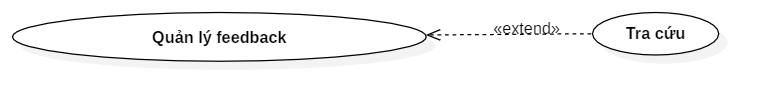 Quản lý feedback
«extend»
Tra cứu